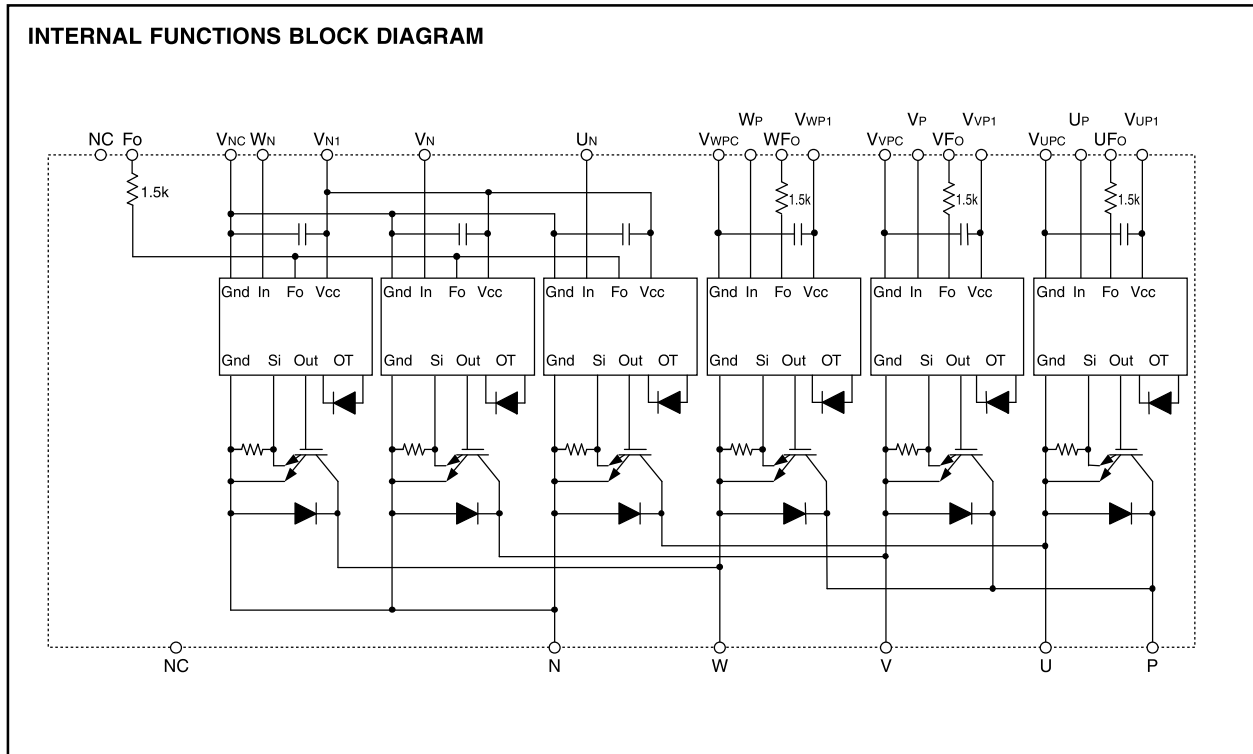 INTERNAL FUNCTIONS BLOCK DIAGRAM
WP VWP1 VP VVP1 UP VUP1
NC FO VNC WN VN1 VN UN VWPC WFO VVPC VFO VUPC UFO
1.5k 1.5k 1.5k 1.5k
Gnd In Fo Vcc Gnd In Fo Vcc Gnd In Fo Vcc Gnd In Fo Vcc Gnd In Fo Vcc Gnd In Fo Vcc
Gnd Si Out OT Gnd Si Out OT Gnd Si Out OT Gnd Si Out OT Gnd Si Out OT Gnd Si Out OT
NC N W V U P